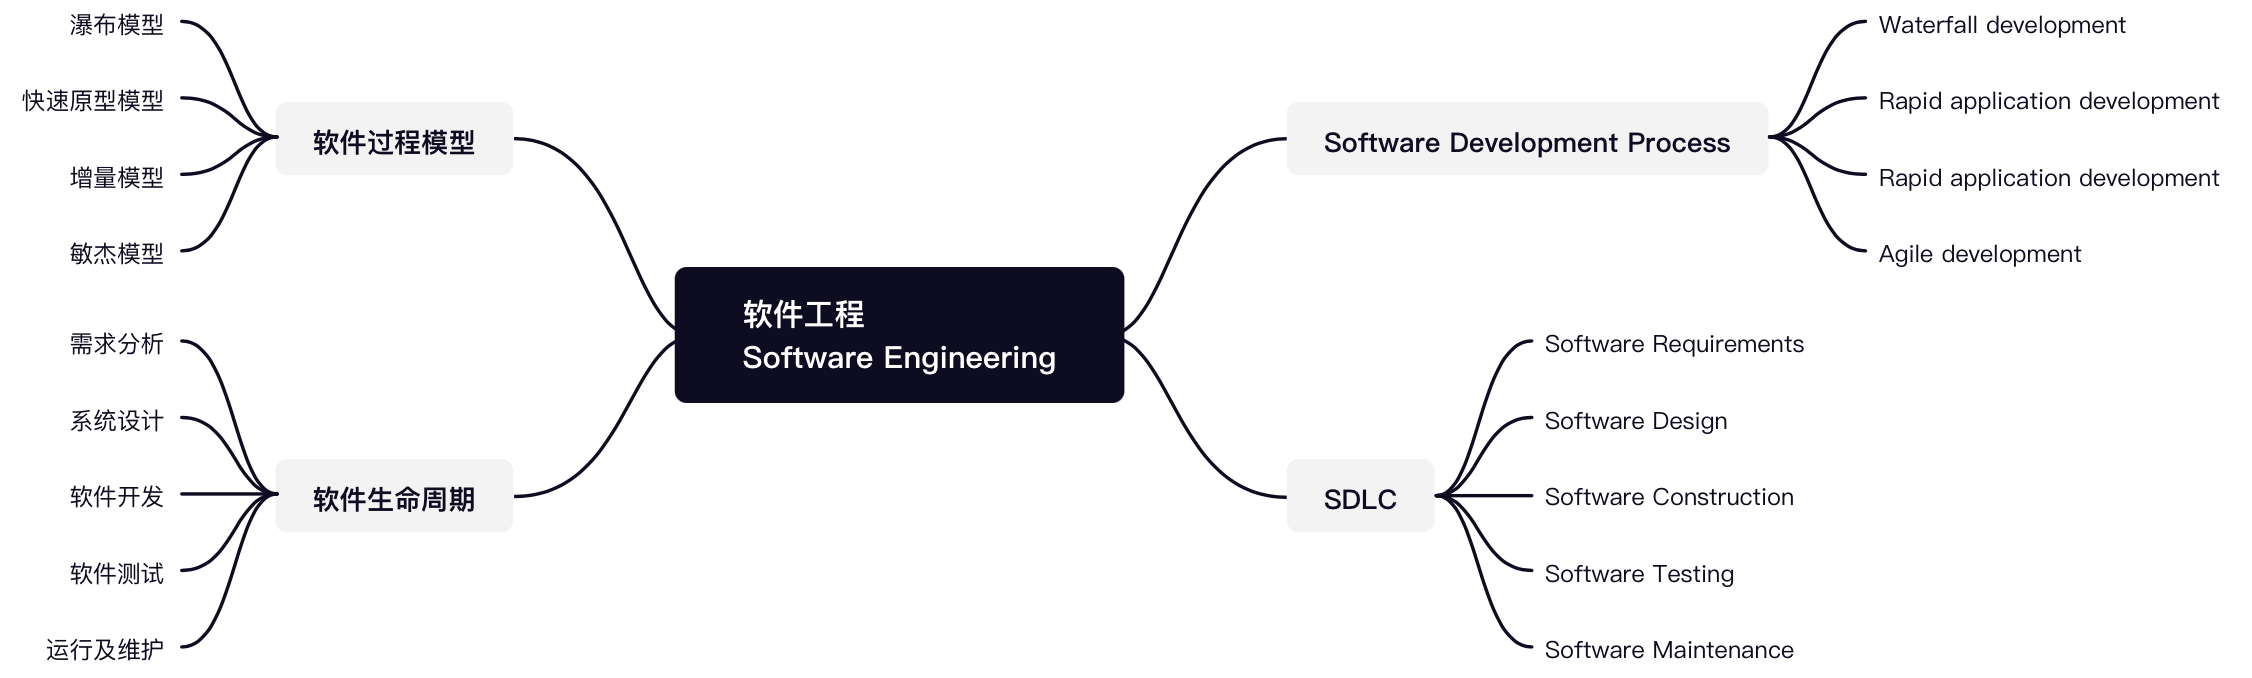 瀑布模型
快速原型模型
增量模型
敏杰模型
软件过程模型
需求分析
系统设计
软件开发
软件测试
运行及维护
软件生命周期
软件工程
Software Engineering
Software Development Process
Waterfall development
Rapid application development
Rapid application development
Agile development
SDLC
Software Requirements
Software Design
Software Construction
Software Testing
Software Maintenance